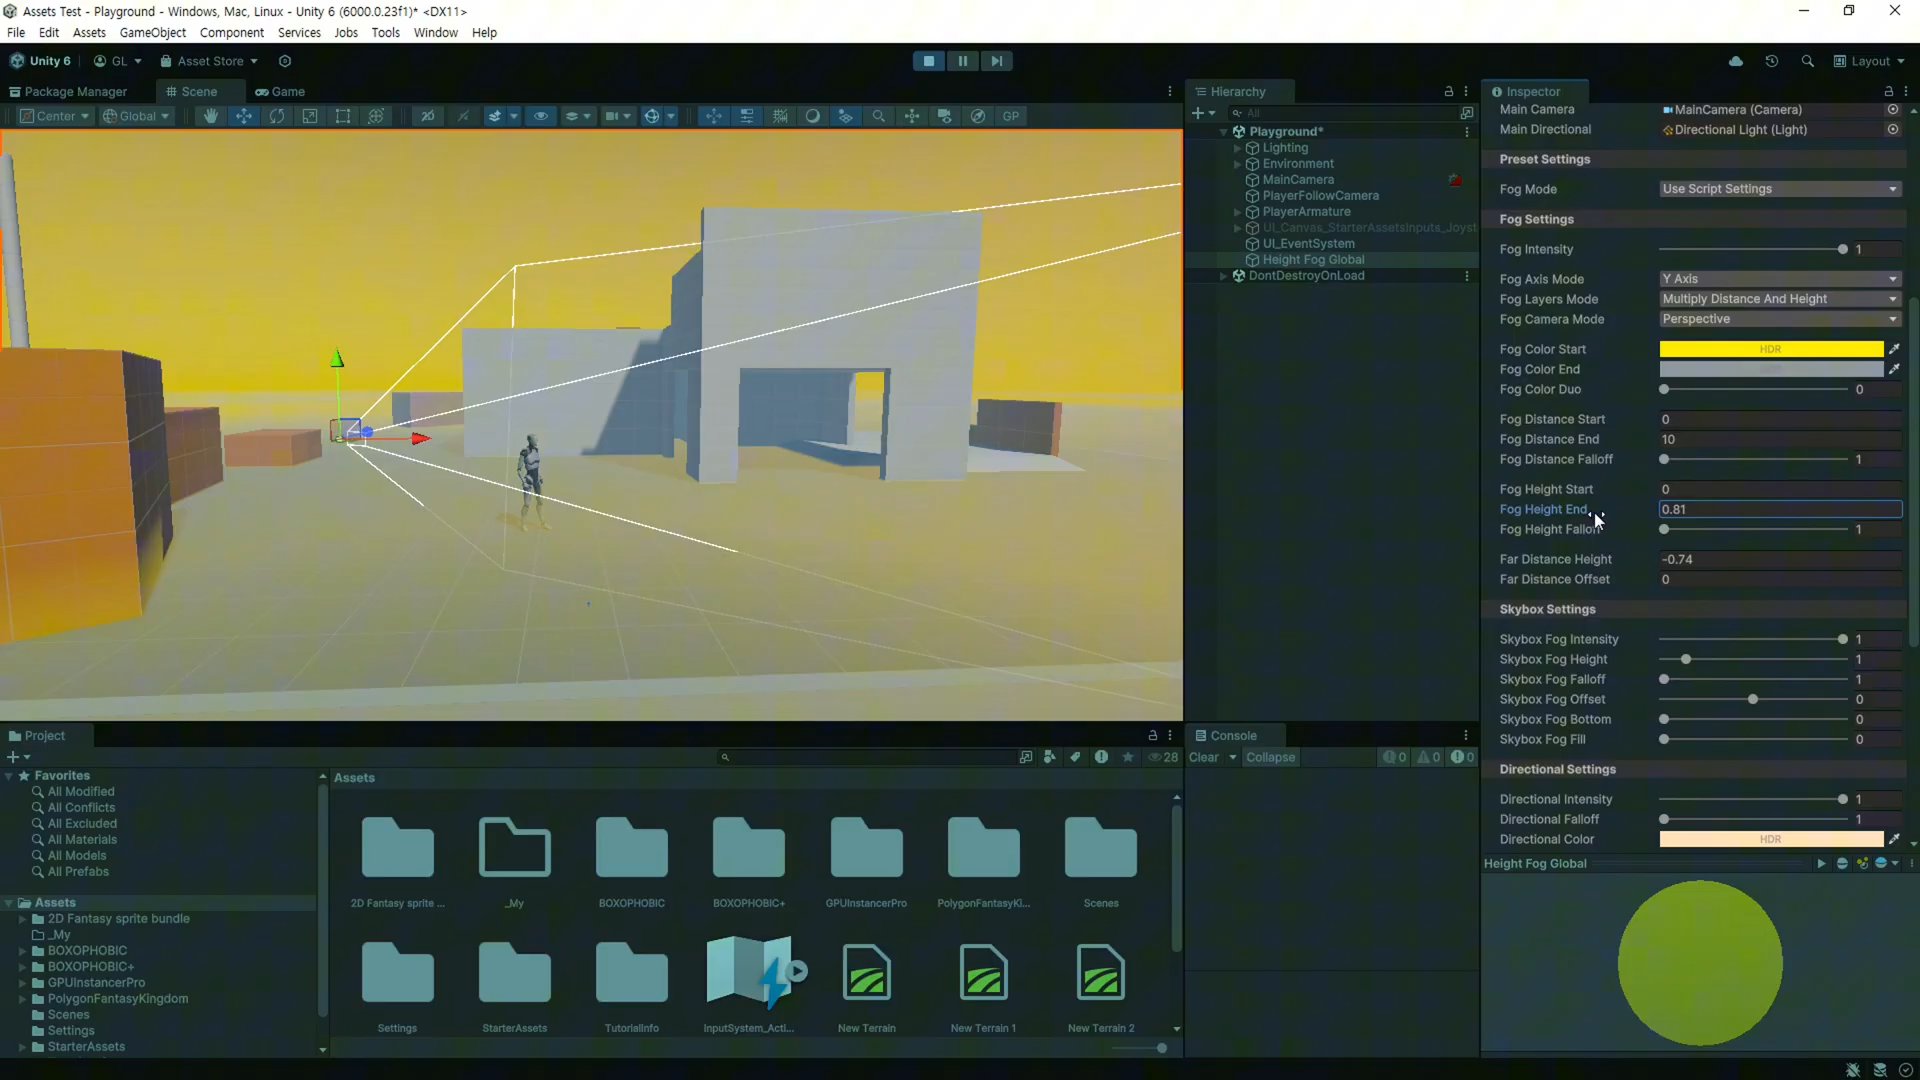 Assets Test - Playground - Windows, Mac, Linux - Unity 6 (6000.0.23f1)* <DX11>
File Edit Assets GameObject Component Services Jobs Tools Window Help
Unity 6 GL Asset Store Layout
Package Manager Scene Game
Center Global GP
Hierarchy
All
Playground*
Lighting
Environment
MainCamera
PlayerFollowCamera
PlayerArmature
UI_Canvas_StarterAssetsInputs_Joyst
UI_EventSystem
Height Fog Global
DontDestroyOnLoad
Inspector
Main Camera MainCamera (Camera)
Main Directional Directional Light (Light)
Preset Settings
Fog Mode Use Script Settings
Fog Settings
Fog Intensity 1
Fog Axis Mode Y Axis
Fog Layers Mode Multiply Distance And Height
Fog Camera Mode Perspective
Fog Color Start HDR
Fog Color End
Fog Color Duo 0
Fog Distance Start 0
Fog Distance End 10
Fog Distance Falloff 1
Fog Height Start 0
Fog Height End 0.81
Fog Height Fallo 1
Far Distance Height -0.74
Far Distance Offset 0
Skybox Settings
Skybox Fog Intensity 1
Skybox Fog Height 1
Skybox Fog Falloff 1
Skybox Fog Offset 0
Skybox Fog Bottom 0
Skybox Fog Fill 0
Directional Settings
Directional Intensity 1
Directional Falloff 1
Directional Color HDR
Height Fog Global
Project
28
Favorites
All Modified
All Conflicts
All Excluded
All Materials
All Models
All Prefabs
Assets
2D Fantasy sprite bundle
_My
BOXOPHOBIC
BOXOPHOBIC+
GPUInstancerPro
PolygonFantasyKingdom
Scenes
Settings
StarterAssets
Assets
2D Fantasy sprite ... _My BOXOPHOBIC BOXOPHOBIC+ GPUInstancerPro PolygonFantasyKi... Scenes
Settings StarterAssets TutorialInfo InputSystem_Acti... New Terrain New Terrain 1 New Terrain 2
Console
Clear Collapse 0 0 0